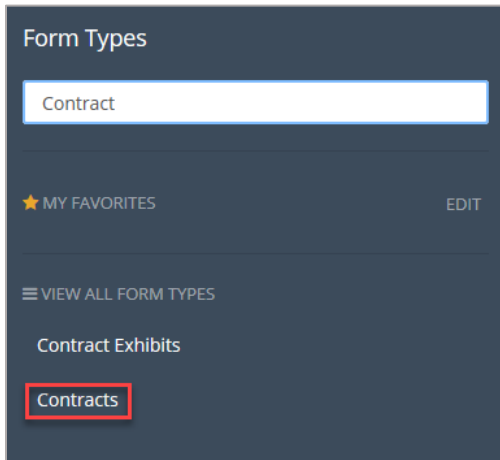 Form Types
Contract
MY FAVORITES EDIT
VIEW ALL FORM TYPES
Contract Exhibits
Contracts